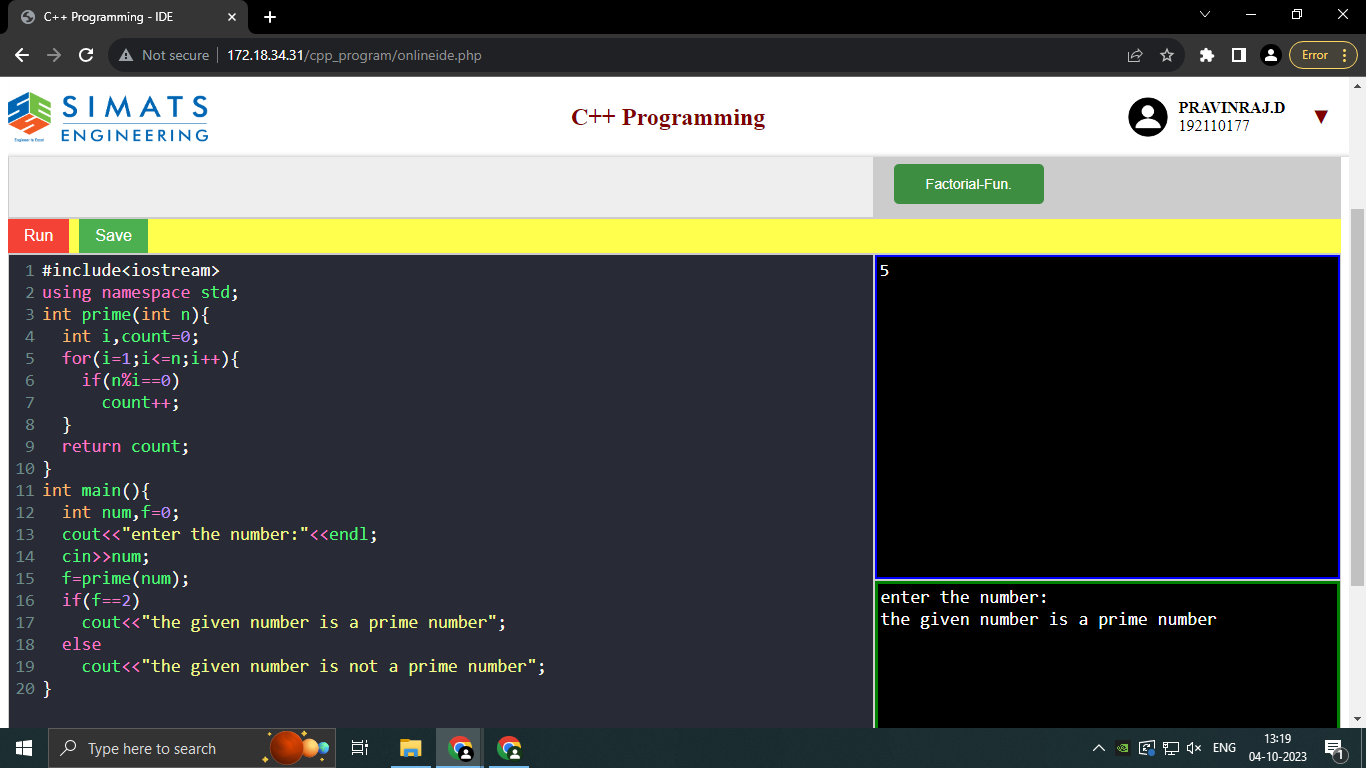 C++ Programming - IDE
Not secure 172.18.34.31/cpp_program/onlineide.php
Error
SIMATS
ENGINEERING
C++ Programming
PRAVINRAJ.D
192110177
Factorial-Fun.
Run Save
1 #include<iostream>
2 using namespace std;
3 int prime(int n){
4   int i,count=0;
5   for(i=1;i<=n;i++){
6     if(n%i==0)
7       count++;
8   }
9   return count;
10 }
11 int main(){
12   int num,f=0;
13   cout<<"enter the number:"<<endl;
14   cin>>num;
15   f=prime(num);
16   if(f==2)
17     cout<<"the given number is a prime number";
18   else
19     cout<<"the given number is not a prime number";
20 }
5
enter the number:
the given number is a prime number
Type here to search
ENG
13:19
04-10-2023
1